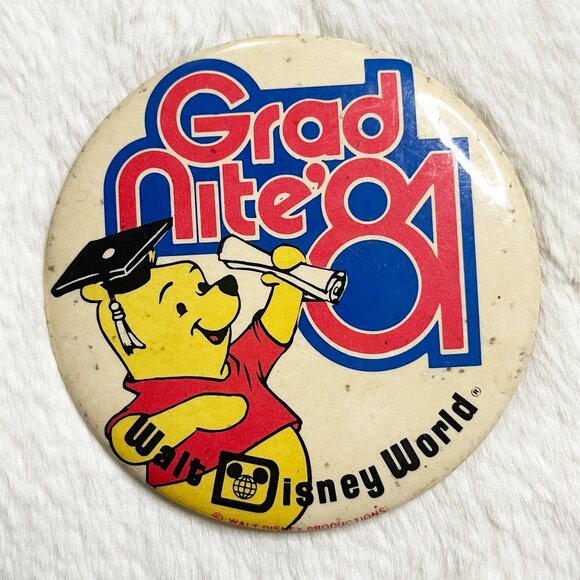 Grad
Nite '81
Walt Disney World®
© WALT DISNEY PRODUCTIONS